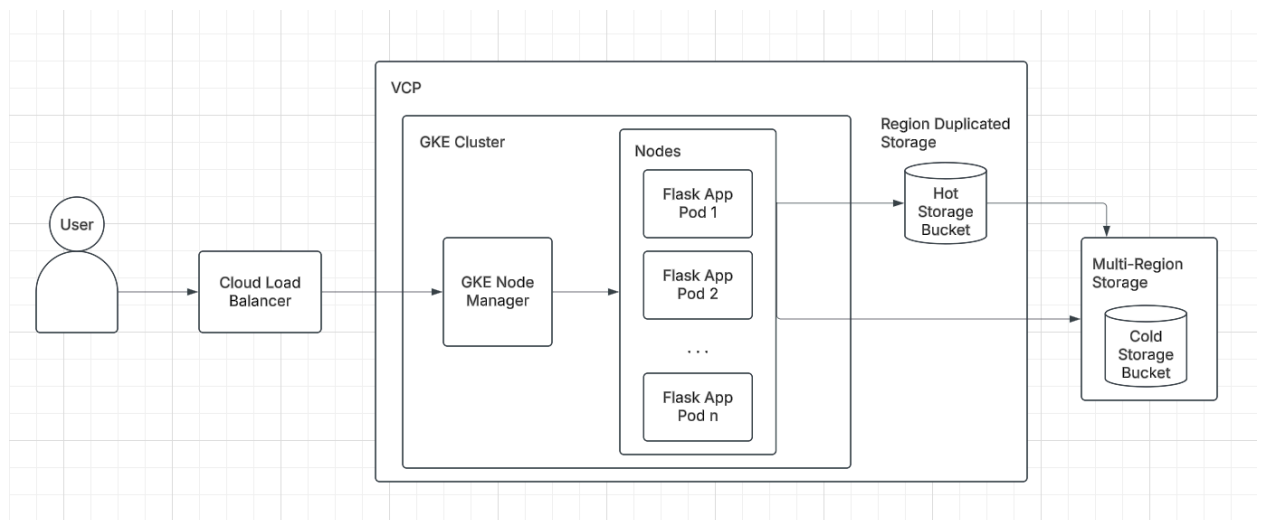 VCP
GKE Cluster
Nodes
Region Duplicated
Storage
Flask App
Pod 1
Hot
Storage
Bucket
User
Cloud Load
Balancer
GKE Node
Manager
Flask App
Pod 2
Multi-Region
Storage
Cold
Storage
Bucket
...
Flask App
Pod n